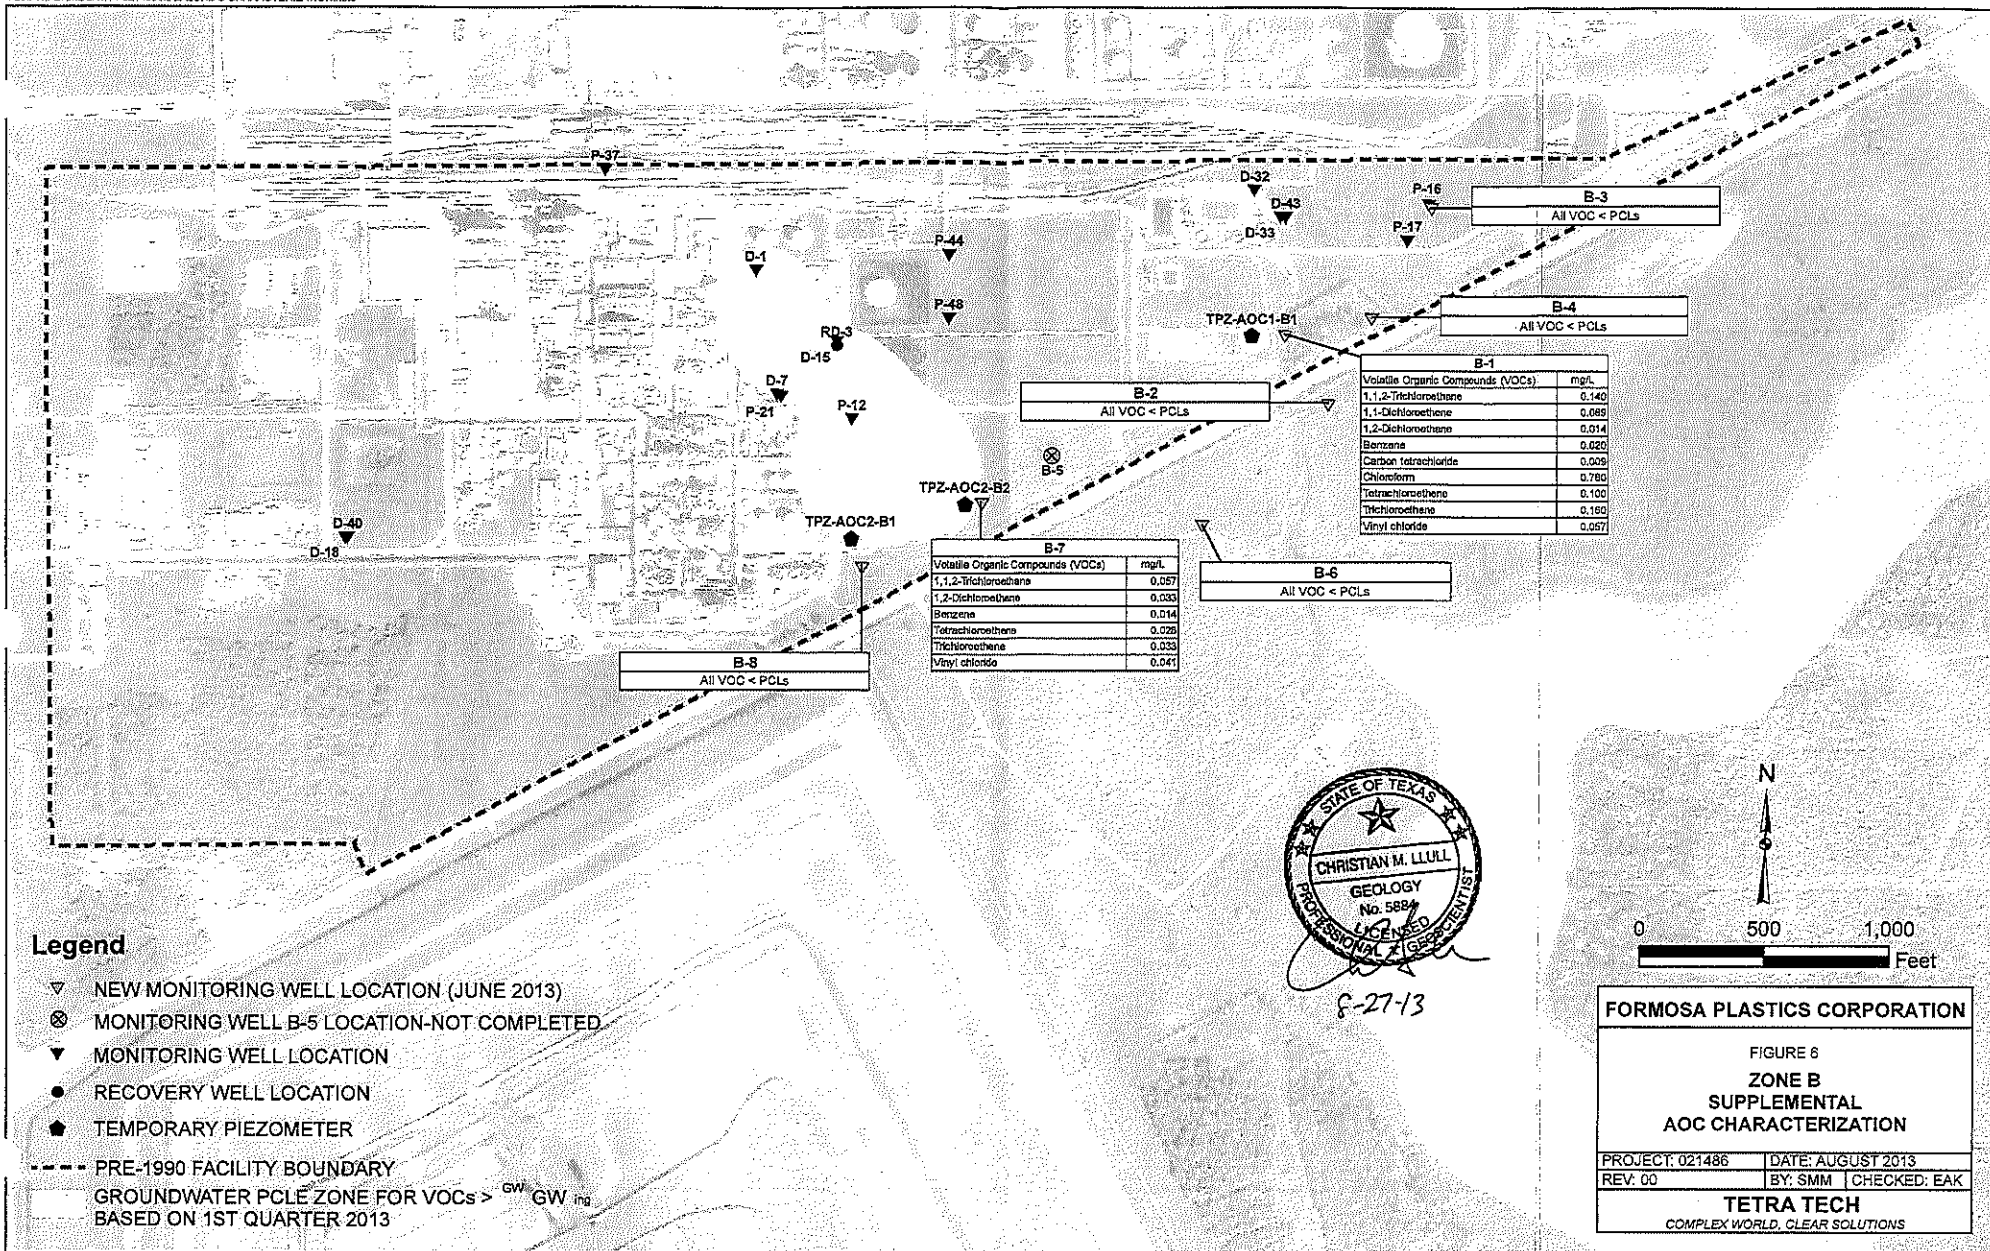 P-37
D-32
D-43
D-33
P-16
P-17
B-3
All VOC < PCLs
D-1
P-44
P-48
RD-3
D-15
D-7
P-21
P-12
TPZ-AOC1-B1
B-4
All VOC < PCLs
B-2
All VOC < PCLs
B-1
Volatile Organic Compounds (VOCs) mg/L
1,1,2-Trichloroethane 0.140
1,1-Dichloroethene
1,2-Dichloroethane 0.014
Benzene 0.020
Carbon tetrachloride 0.009
Chloroform 0.780
Tetrachloroethene 0.100
Trichloroethene 0.160
Vinyl chloride 0.057
B-5
TPZ-AOC2-B2
TPZ-AOC2-B1
D-40
D-18
B-7
Volatile Organic Compounds (VOCs) mg/L
1,1,2-Trichloroethane 0.057
1,2-Dichloroethane 0.033
Benzene 0.014
Tetrachloroethene 0.028
Trichloroethene 0.033
Vinyl chloride 0.041
B-6
All VOC < PCLs
B-8
All VOC < PCLs
STATE OF TEXAS
CHRISTIAN M. LLULL
GEOLOGY
No. 5884
LICENSED
PROFESSIONAL GEOSCIENTIST
8-27-13
N
0 500 1,000
Feet
Legend
NEW MONITORING WELL LOCATION (JUNE 2013)
MONITORING WELL B-5 LOCATION-NOT COMPLETED
MONITORING WELL LOCATION
RECOVERY WELL LOCATION
TEMPORARY PIEZOMETER
PRE-1990 FACILITY BOUNDARY
GROUNDWATER PCLE ZONE FOR VOCs > GW GW ing
BASED ON 1ST QUARTER 2013
FORMOSA PLASTICS CORPORATION
FIGURE 6
ZONE B
SUPPLEMENTAL
AOC CHARACTERIZATION
PROJECT: 021486 DATE: AUGUST 2013
REV: 00 BY: SMM CHECKED: EAK
TETRA TECH
COMPLEX WORLD, CLEAR SOLUTIONS